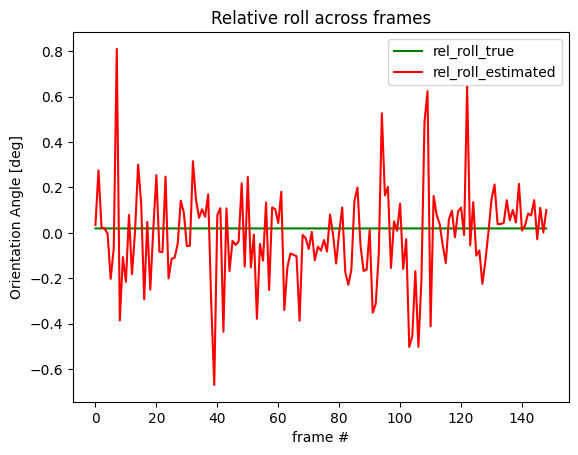 Relative roll across frames
rel_roll_true
rel_roll_estimated
Orientation Angle [deg]
0.8
0.6
0.4
0.2
0.0
−0.2
−0.4
−0.6
0 20 40 60 80 100 120 140
frame #